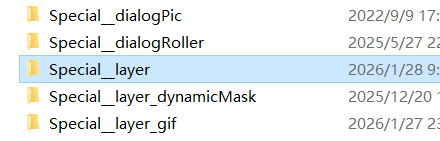 Special__dialogPic 2022/9/9 17:
Special__dialogRoller 2025/5/27 22
Special__layer 2026/1/28 9:
Special__layer_dynamicMask 2025/12/20 1
Special__layer_gif 2026/1/27 23